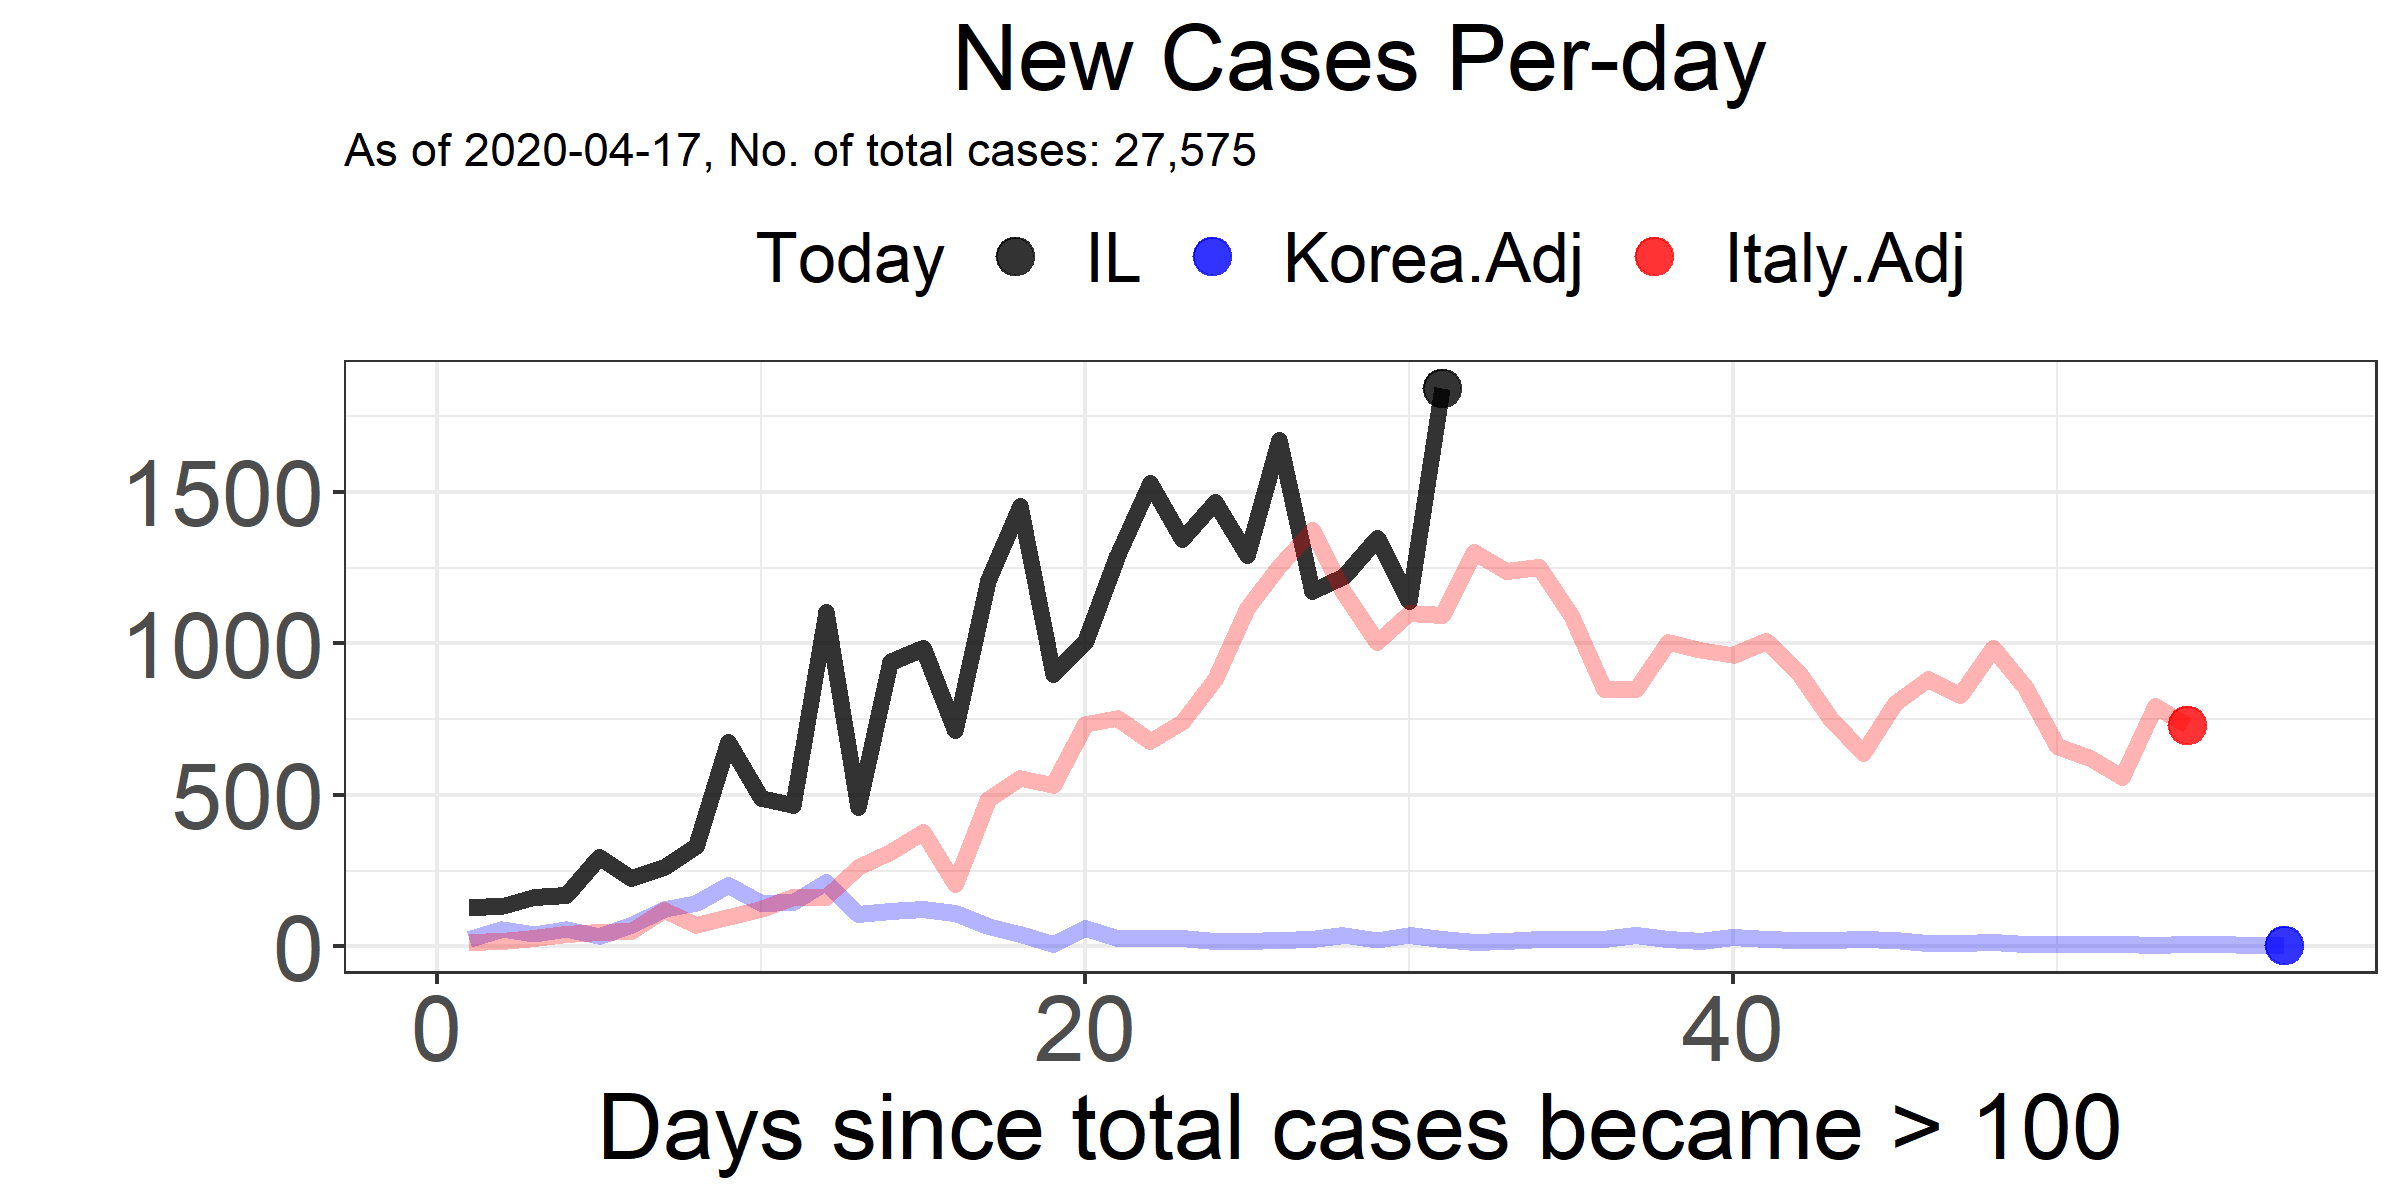 New Cases Per-day
As of 2020-04-17, No. of total cases: 27,575
Today IL Korea.Adj Italy.Adj
1500
1000
500
0
0 20 40
Days since total cases became > 100